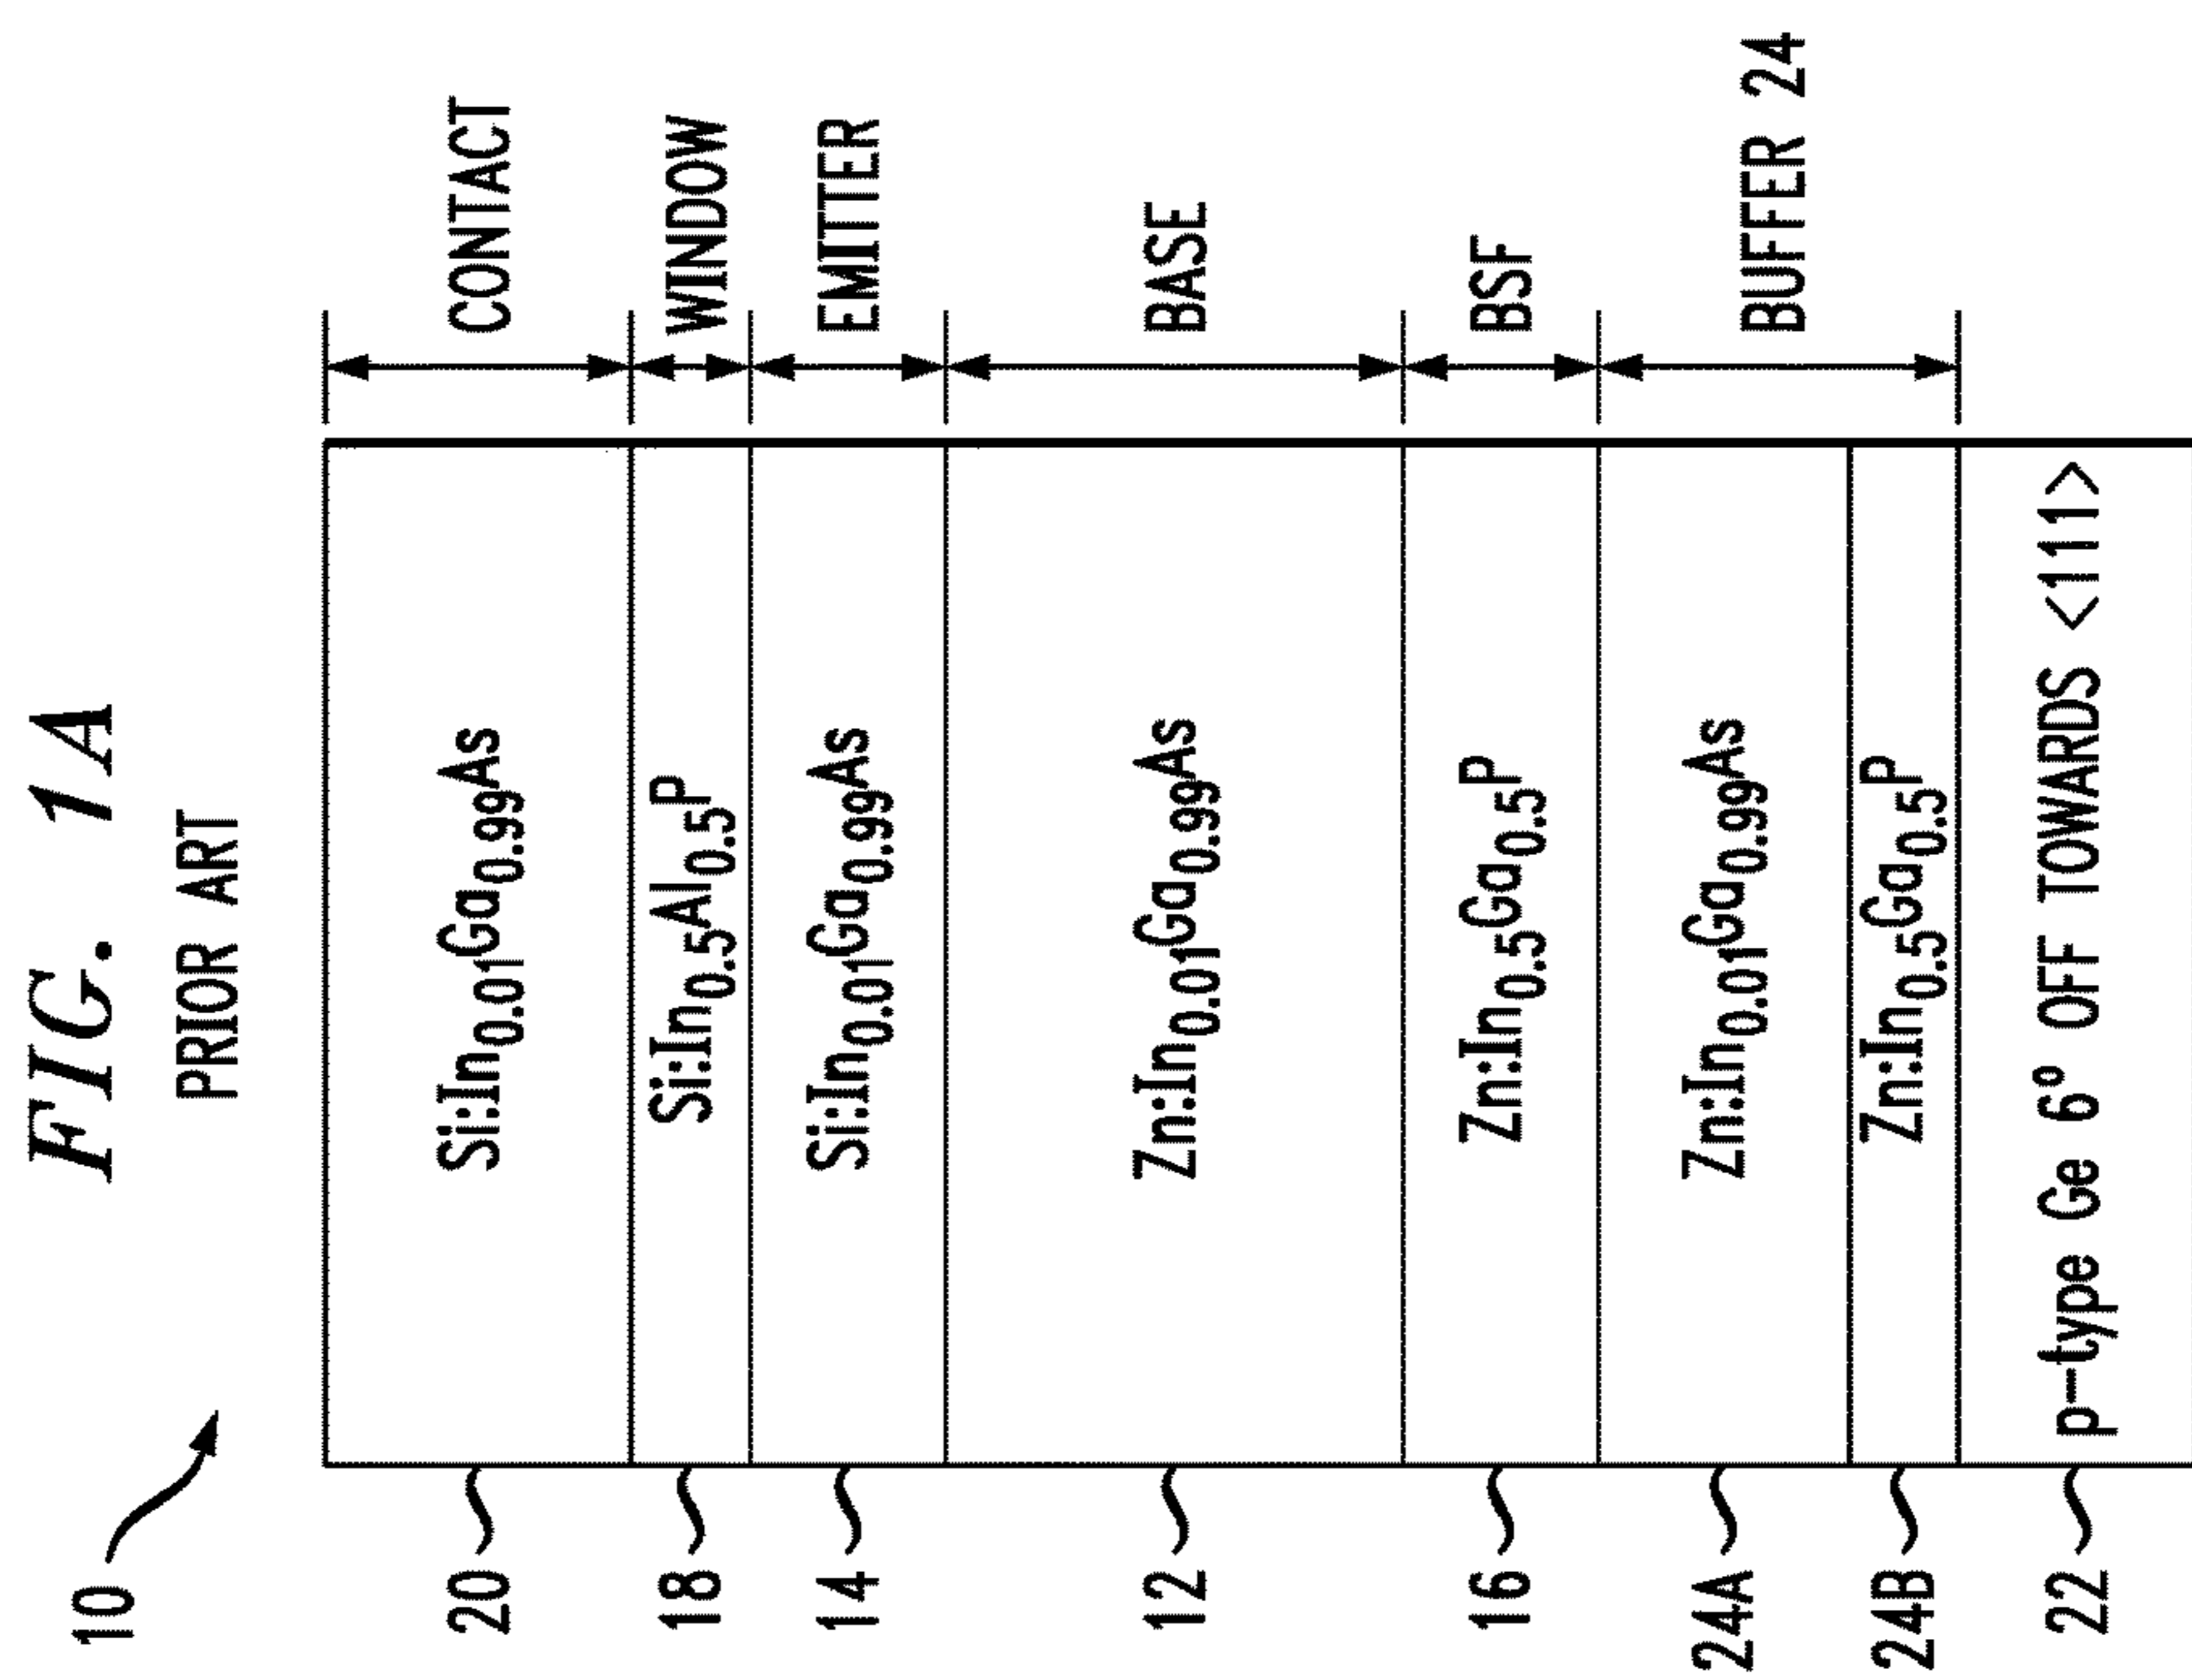 FIG. 1A
PRIOR ART
10
20 Si:In0.01Ga0.99As CONTACT
18 Si:In0.5Al0.5P WINDOW
14 Si:In0.01Ga0.99As EMITTER
12 Zn:In0.01Ga0.99As BASE
16 Zn:In0.5Ga0.5P BSF
24A Zn:In0.01Ga0.99As BUFFER 24
24B Zn:In0.5Ga0.5P
22 p-type Ge 6° OFF TOWARDS <111>